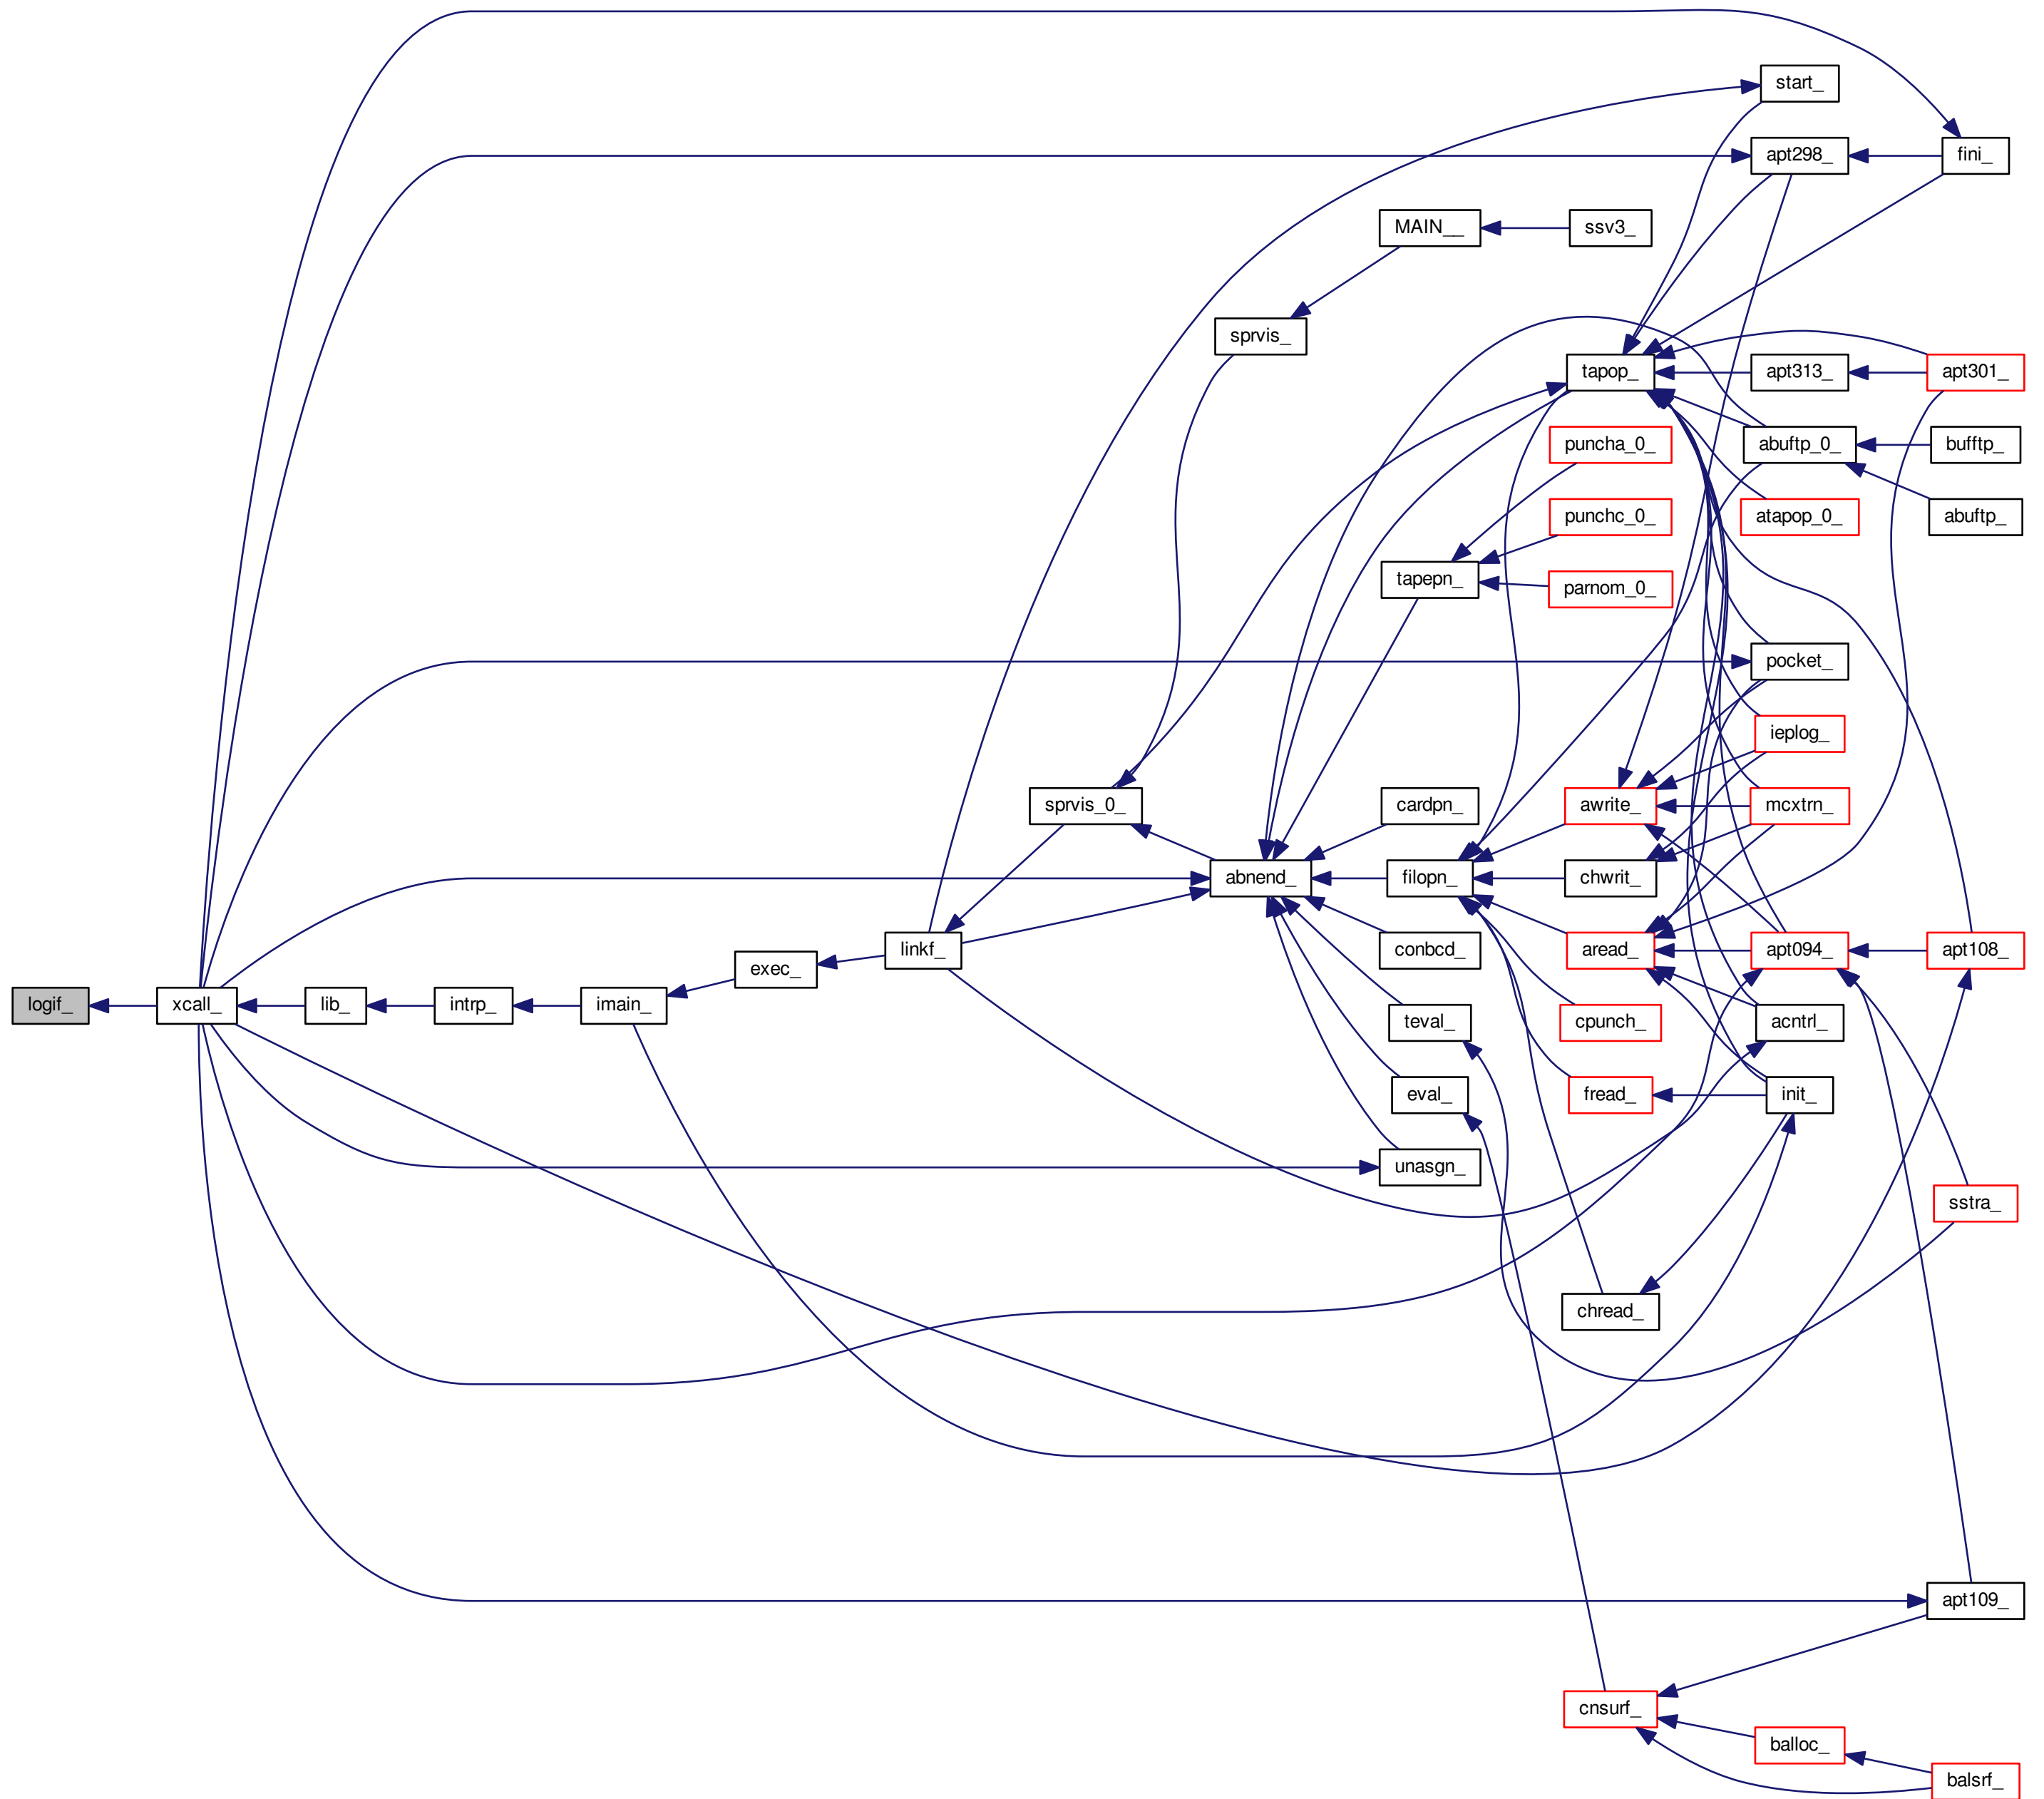 start_
apt298_
fini_
MAIN__
ssv3_
sprvis_
tapop_
apt313_
apt301_
puncha_0_
abuftp_0_
bufftp_
punchc_0_
atapop_0_
abuftp_
tapepn_
parnom_0_
pocket_
ieplog_
sprvis_0_
cardpn_
awrite_
mcxtrn_
abnend_
filopn_
chwrit_
linkf_
conbcd_
aread_
apt094_
apt108_
exec_
logif_
xcall_
lib_
intrp_
imain_
teval_
cpunch_
acntrl_
eval_
fread_
init_
unasgn_
sstra_
chread_
apt109_
cnsurf_
balloc_
balsrf_